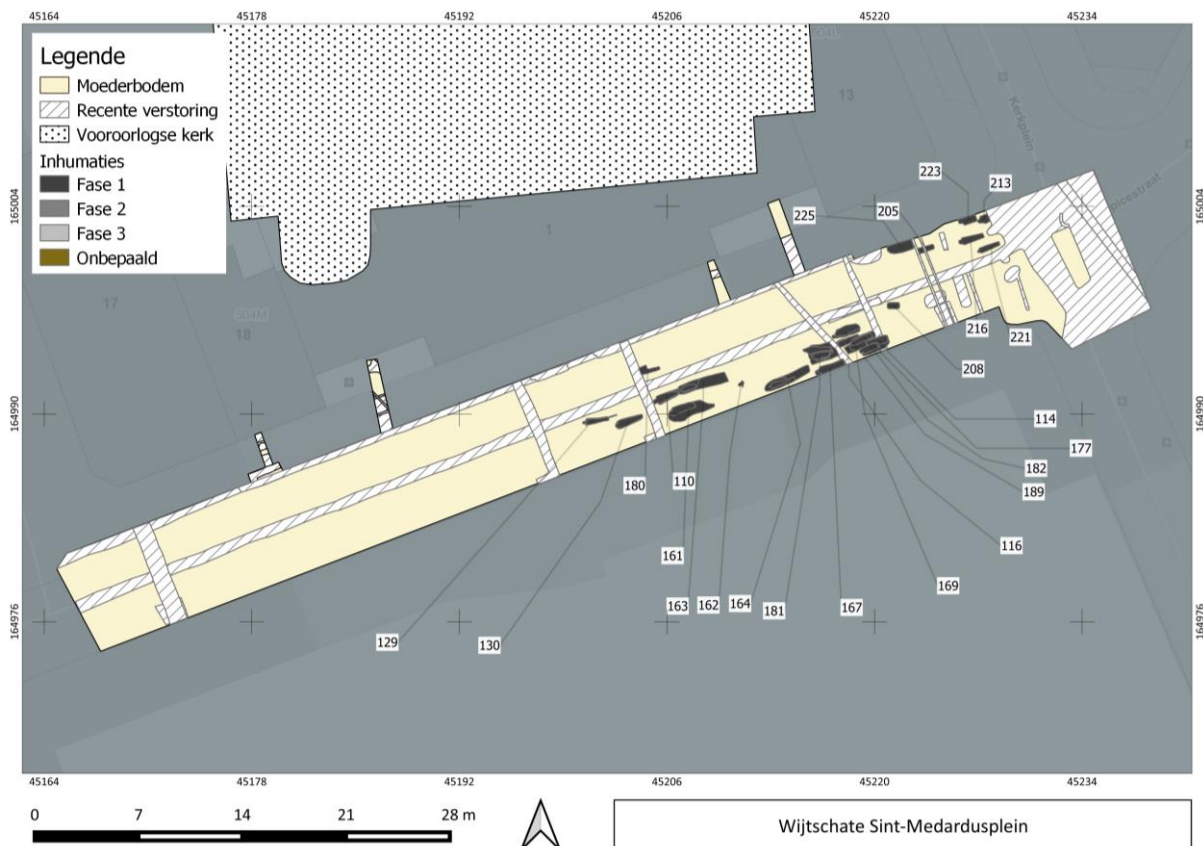 45164 45178 45192 45206 45220 45234
Legende
Moederbodem
Recente verstoring
Vooroorlogse kerk
Inhumaties
Fase 1
Fase 2
Fase 3
Onbepaald
504L
13
Kerkplein
165004
165004
223
213
225
205
1
17
504M
18
216
221
208
164990
164990
114
177
182
189
180
110
116
161
169
163
162
164
181
167
164976
164976
129
130
45164 45178 45192 45206 45220 45234
0 7 14 21 28 m
Wijtschate Sint-Medardusplein